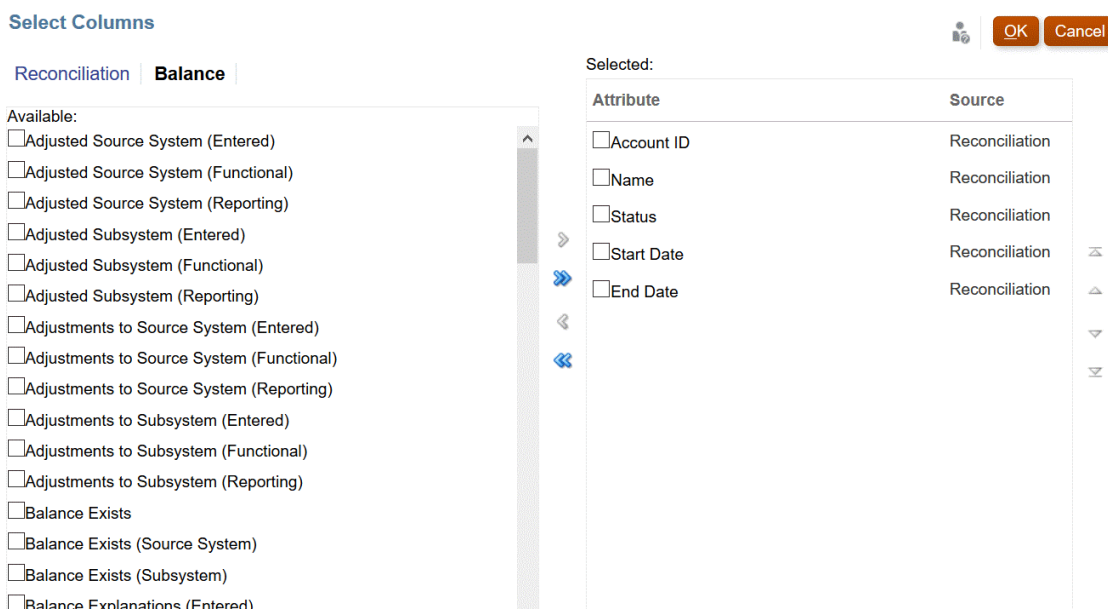 Select Columns
OK Cancel
Reconciliation Balance
Selected:
Attribute Source
Available:
Adjusted Source System (Entered)
Adjusted Source System (Functional)
Adjusted Source System (Reporting)
Adjusted Subsystem (Entered)
Adjusted Subsystem (Functional)
Adjusted Subsystem (Reporting)
Adjustments to Source System (Entered)
Adjustments to Source System (Functional)
Adjustments to Source System (Reporting)
Adjustments to Subsystem (Entered)
Adjustments to Subsystem (Functional)
Adjustments to Subsystem (Reporting)
Balance Exists
Balance Exists (Source System)
Balance Exists (Subsystem)
Balance Explanations (Entered)
Account ID Reconciliation
Name Reconciliation
Status Reconciliation
Start Date Reconciliation
End Date Reconciliation